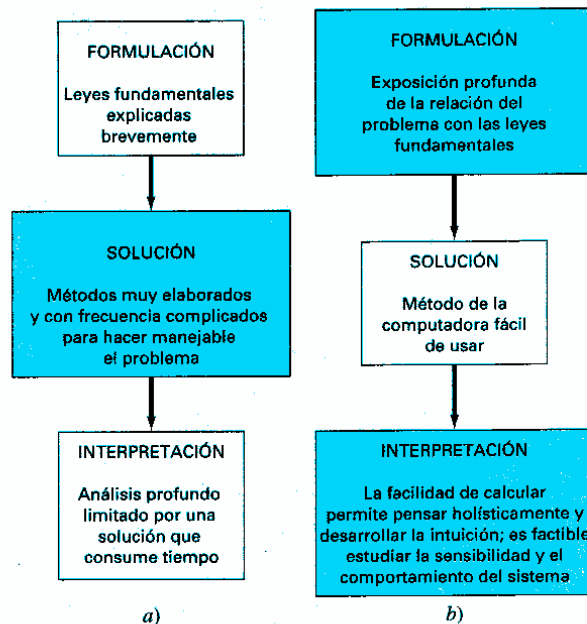 FORMULACIÓN
Leyes fundamentales
explicadas
brevemente
SOLUCIÓN
Métodos muy elaborados
y con frecuencia complicados
para hacer manejable
el problema
INTERPRETACIÓN
Análisis profundo
limitado por una
solución que
consume tiempo
a)
FORMULACIÓN
Exposición profunda
de la relación del
problema con las leyes
fundamentales
SOLUCIÓN
Método de la
computadora fácil
de usar
INTERPRETACIÓN
La facilidad de calcular
permite pensar holísticamente y
desarrollar la intuición; es factible
estudiar la sensibilidad y el
comportamiento del sistema
b)